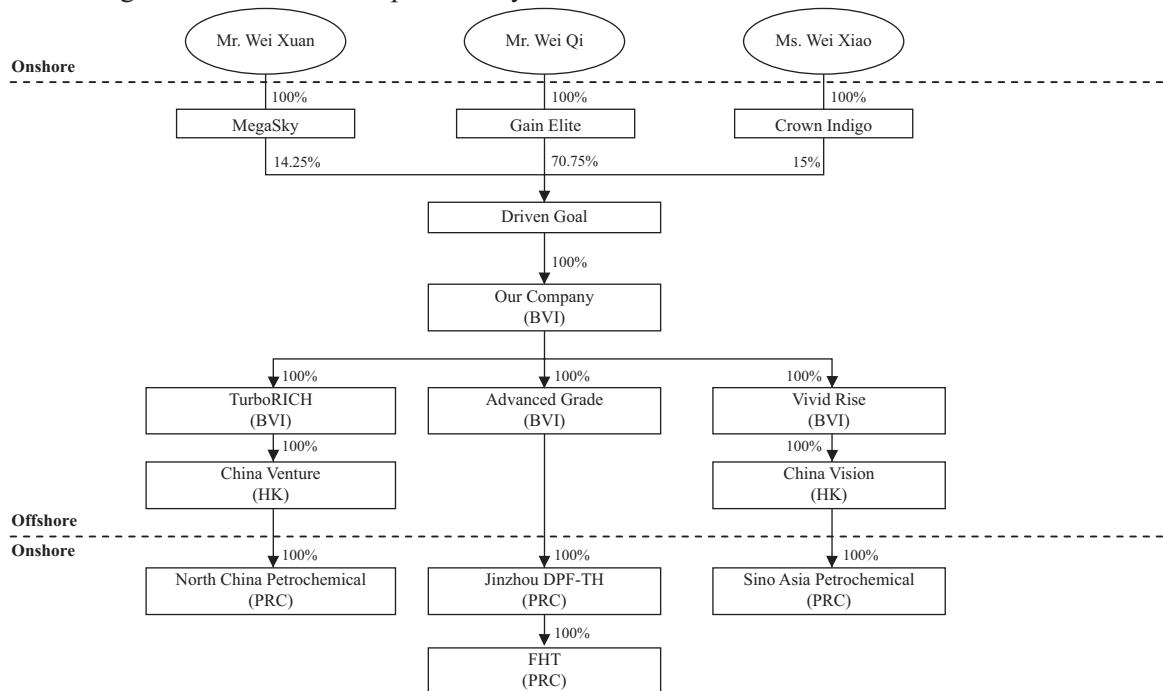 Mr. Wei Xuan
Mr. Wei Qi
Ms. Wei Xiao
Onshore
100%
100%
100%
MegaSky
Gain Elite
Crown Indigo
14.25%
70.75%
15%
Driven Goal
100%
Our Company
(BVI)
100%
100%
100%
TurboRICH
(BVI)
Advanced Grade
(BVI)
Vivid Rise
(BVI)
100%
100%
China Venture
(HK)
China Vision
(HK)
Offshore
Onshore
100%
100%
100%
North China Petrochemical
(PRC)
Jinzhou DPF-TH
(PRC)
Sino Asia Petrochemical
(PRC)
100%
FHT
(PRC)